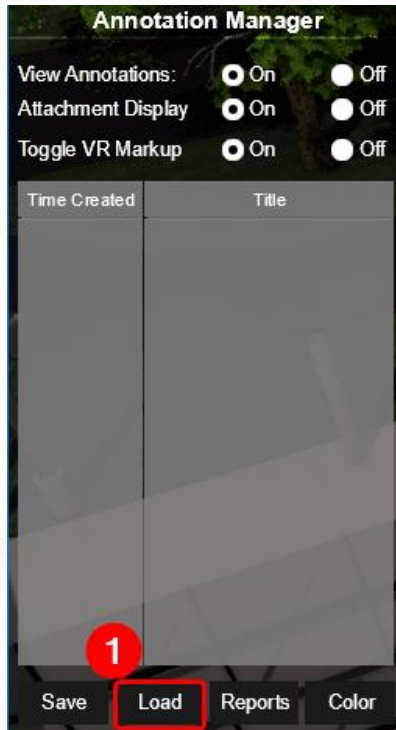 Annotation Manager
View Annotations: On Off
Attachment Display On Off
Toggle VR Markup On Off
Time Created Title
1
Save Load Reports Color